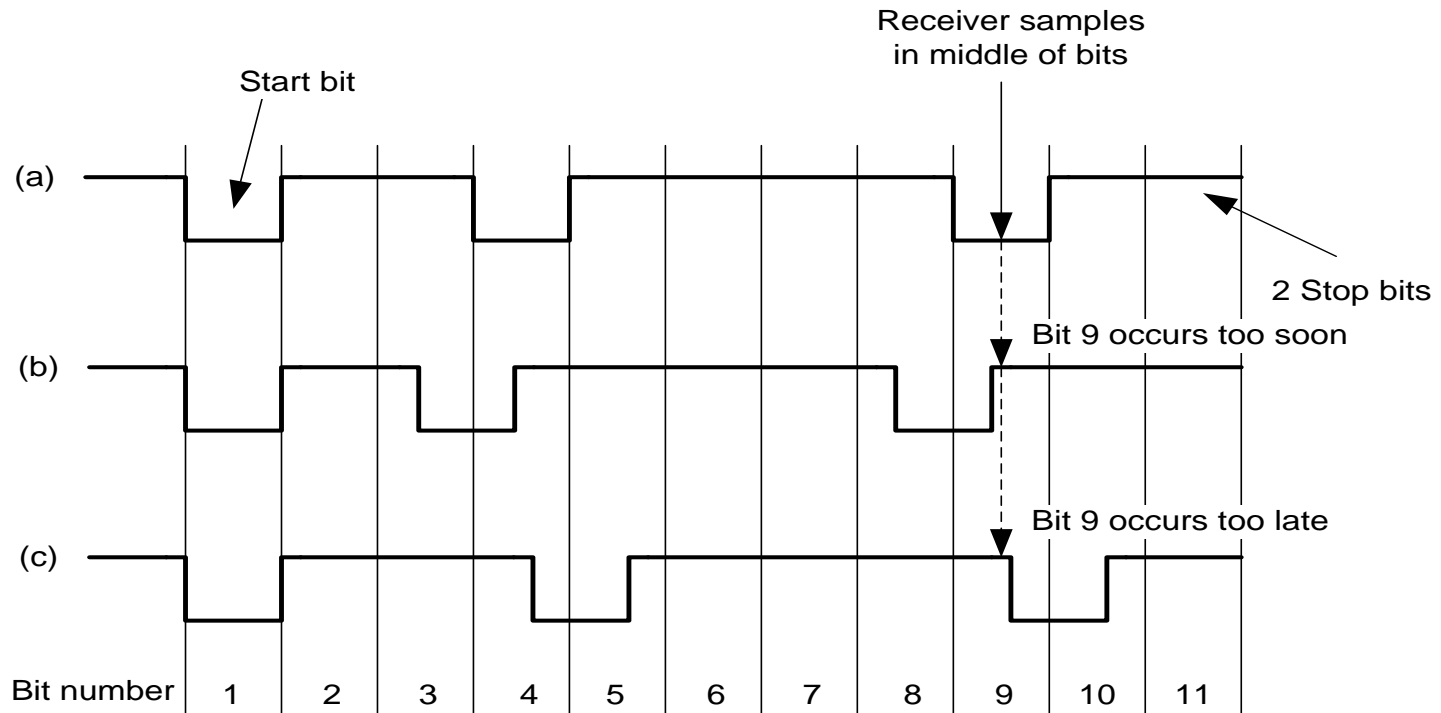 Receiver samples
in middle of bits
Start bit
(a)
2 Stop bits
Bit 9 occurs too soon
(b)
Bit 9 occurs too late
(c)
Bit number 1 2 3 4 5 6 7 8 9 10 11